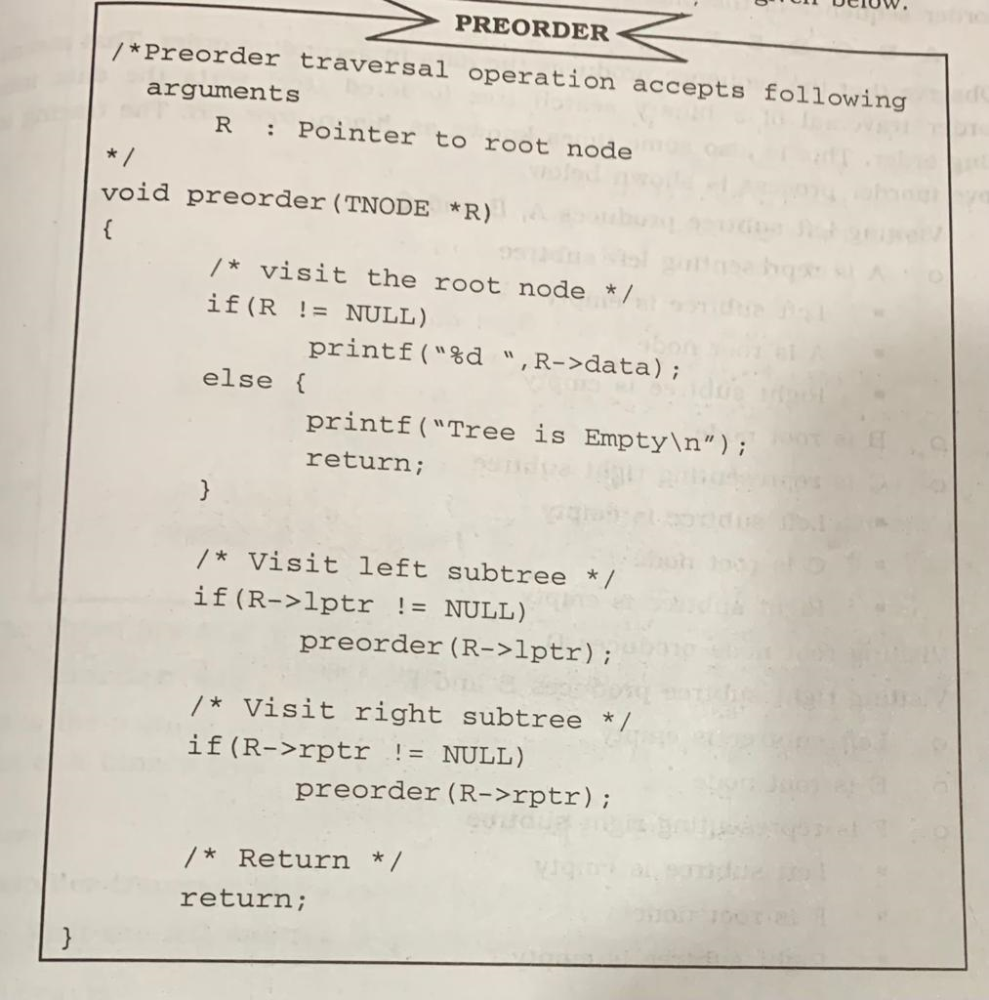 below.
PREORDER
/*Preorder traversal operation accepts following
arguments
R : Pointer to root node
*/
void preorder(TNODE *R)
{
/* visit the root node */
if(R != NULL)
printf("%d ",R->data);
else {
printf("Tree is Empty\n");
return;
}
/* Visit left subtree */
if(R->lptr != NULL)
preorder(R->lptr);
/* Visit right subtree */
if(R->rptr != NULL)
preorder(R->rptr);
/* Return */
return;
}